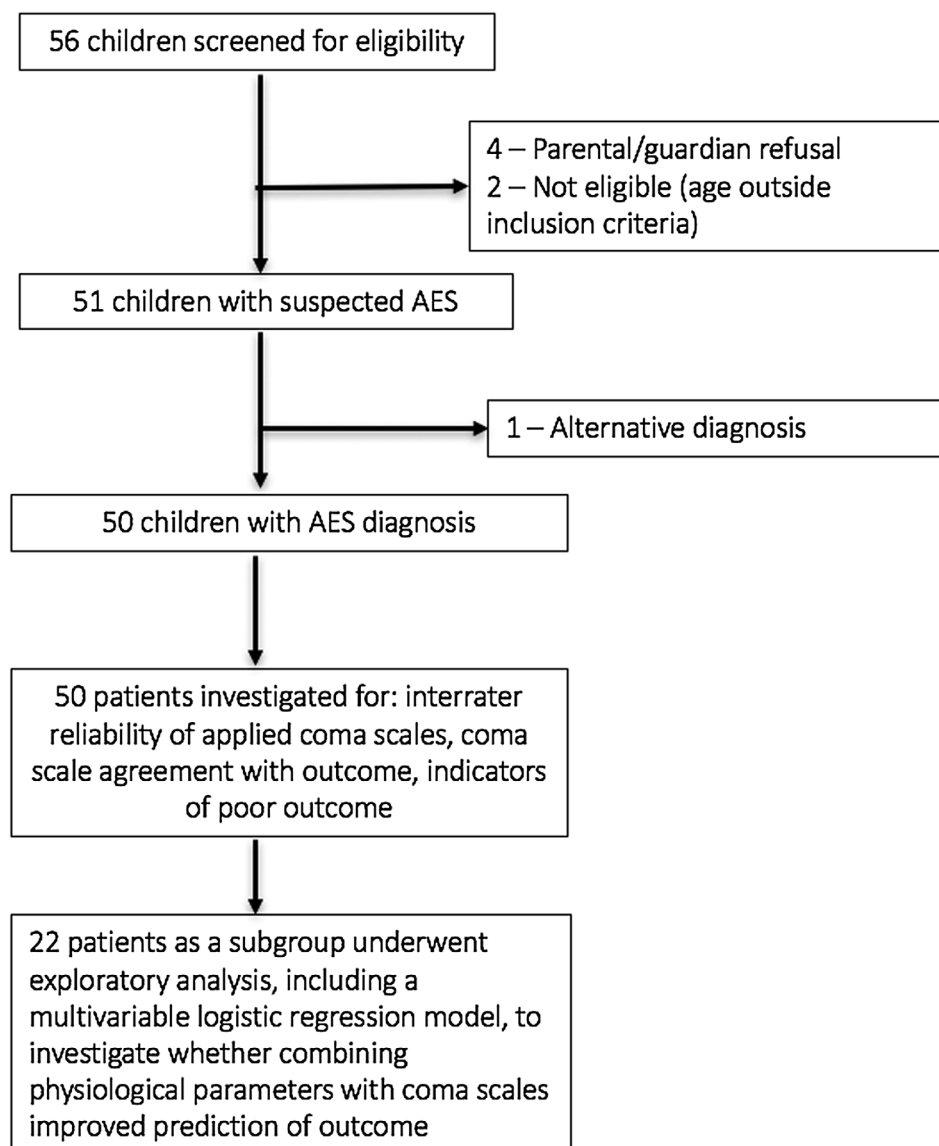 56 children screened for eligibility
4 – Parental/guardian refusal
2 – Not eligible (age outside
inclusion criteria)
51 children with suspected AES
1 – Alternative diagnosis
50 children with AES diagnosis
50 patients investigated for: interrater
reliability of applied coma scales, coma
scale agreement with outcome, indicators
of poor outcome
22 patients as a subgroup underwent
exploratory analysis, including a
multivariable logistic regression model, to
investigate whether combining
physiological parameters with coma scales
improved prediction of outcome